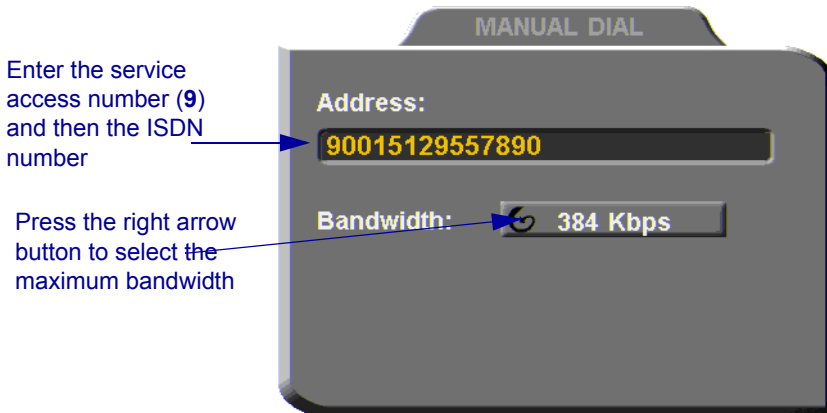 MANUAL DIAL
Enter the service
access number (9)
and then the ISDN
number
Address:
90015129557890
Press the right arrow
button to select the
maximum bandwidth
Bandwidth:
384 Kbps